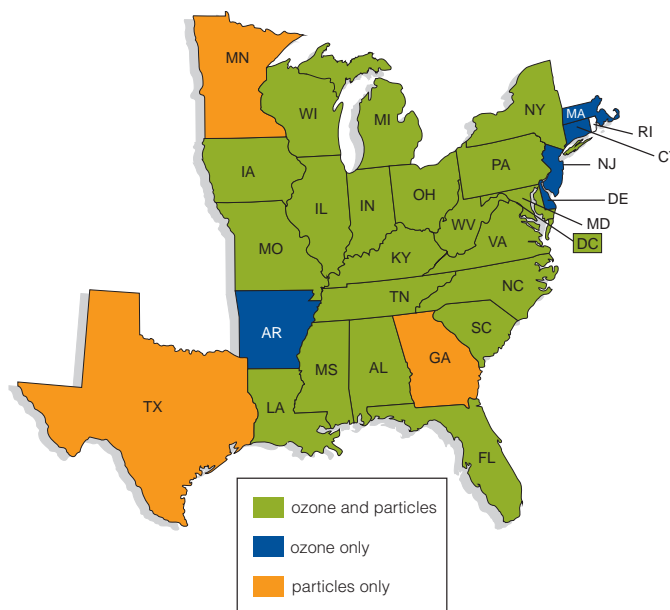 MN
WI
MI
NY
MA
RI
CT
NJ
PA
IA
IL
IN
OH
DE
MD
DC
WV
VA
MO
KY
NC
TN
SC
AR
MS
AL
GA
TX
LA
FL
ozone and particles
ozone only
particles only